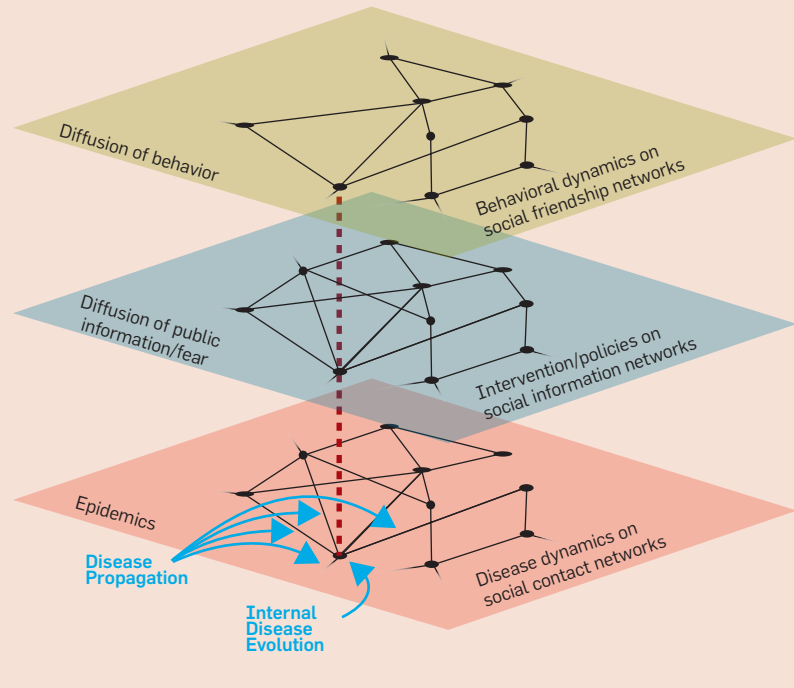 Diffusion of behavior
Behavioral dynamics on
social friendship networks
Diffusion of public
information/fear
Intervention/policies on
social information networks
Epidemics
Disease dynamics on
social contact networks
Disease
Propagation
Internal
Disease
Evolution